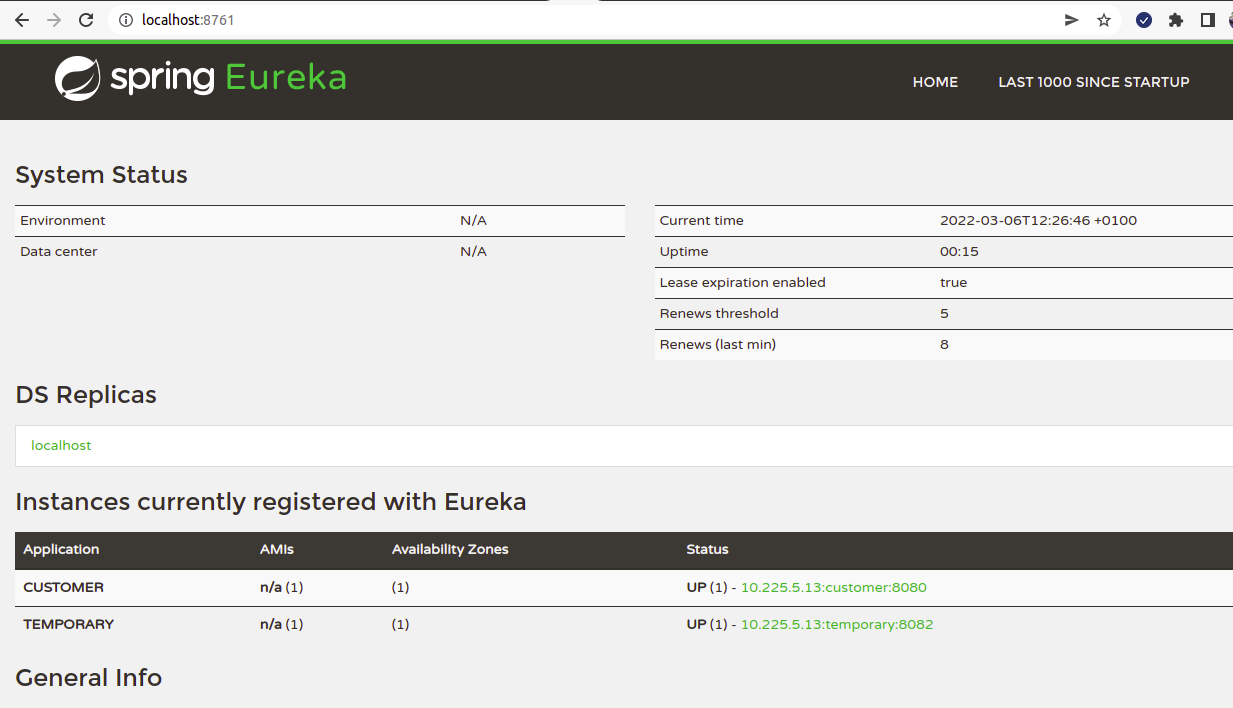 localhost:8761
spring Eureka
HOME LAST 1000 SINCE STARTUP
System Status
Environment N/A
Data center N/A
Current time 2022-03-06T12:26:46 +0100
Uptime 00:15
Lease expiration enabled true
Renews threshold 5
Renews (last min) 8
DS Replicas
localhost
Instances currently registered with Eureka
Application AMIs Availability Zones Status
CUSTOMER n/a (1) (1) UP (1) - 10.225.5.13:customer:8080
TEMPORARY n/a (1) (1) UP (1) - 10.225.5.13:temporary:8082
General Info